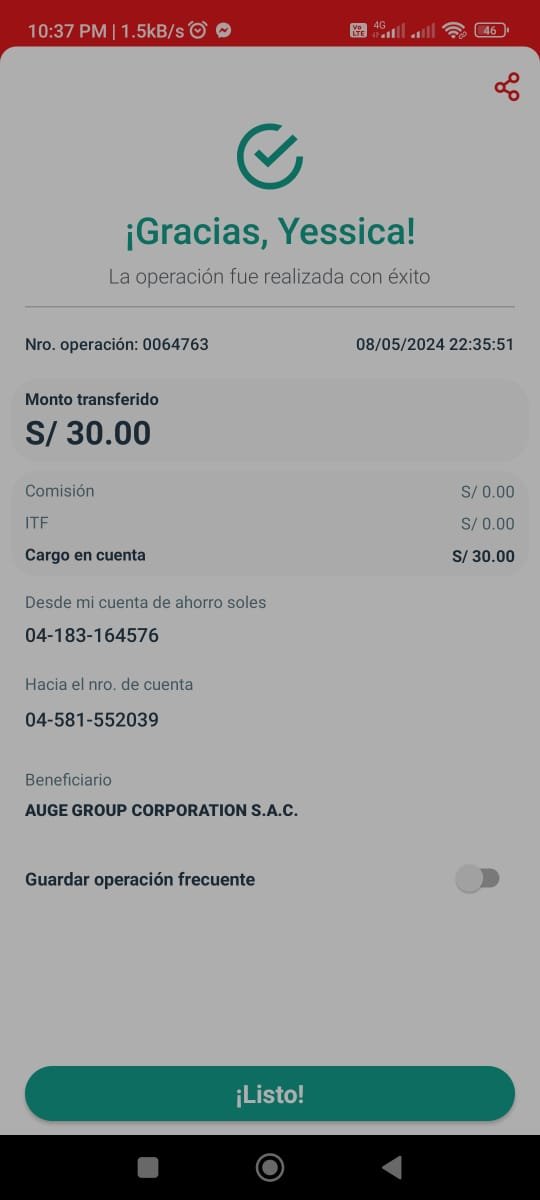 10:37 PM | 1.5kB/s
Vo LTE 4G 46
¡Gracias, Yessica!
La operación fue realizada con éxito
Nro. operación: 0064763 08/05/2024 22:35:51
Monto transferido
S/ 30.00
Comisión S/ 0.00
ITF S/ 0.00
Cargo en cuenta S/ 30.00
Desde mi cuenta de ahorro soles
04-183-164576
Hacia el nro. de cuenta
04-581-552039
Beneficiario
AUGE GROUP CORPORATION S.A.C.
Guardar operación frecuente
¡Listo!